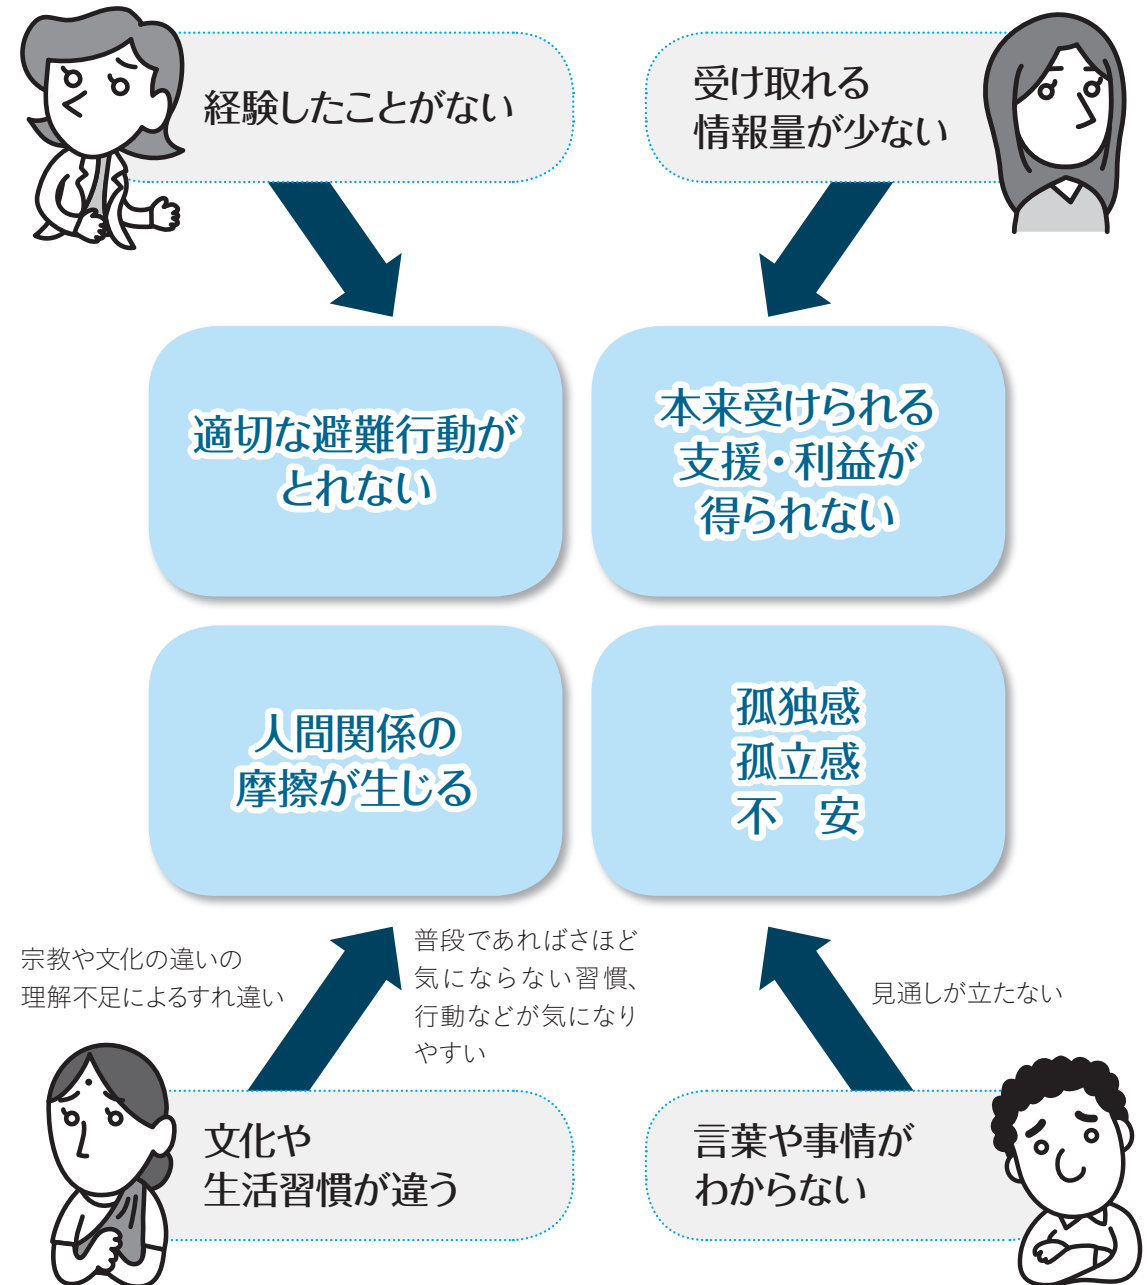 経験したことがない
受け取れる
情報量が少ない
適切な避難行動が
とれない
本来受けられる
支援・利益が
得られない
人間関係の
摩擦が生じる
孤独感
孤立感
不　安
宗教や文化の違いの
理解不足によるすれ違い
普段であればさほど
気にならない習慣、
行動などが気になり
やすい
見通しが立たない
文化や
生活習慣が違う
言葉や事情が
わからない